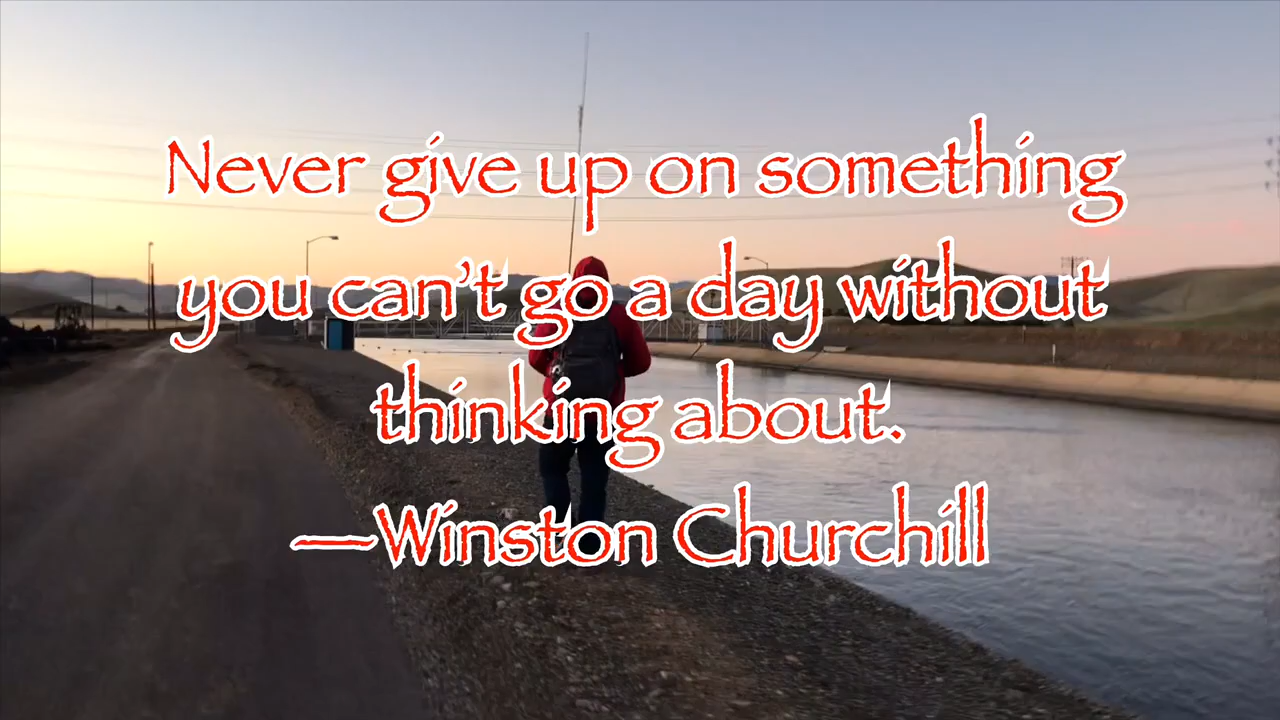 Never give up on something
you can't go a day without
thinking about.
—Winston Churchill